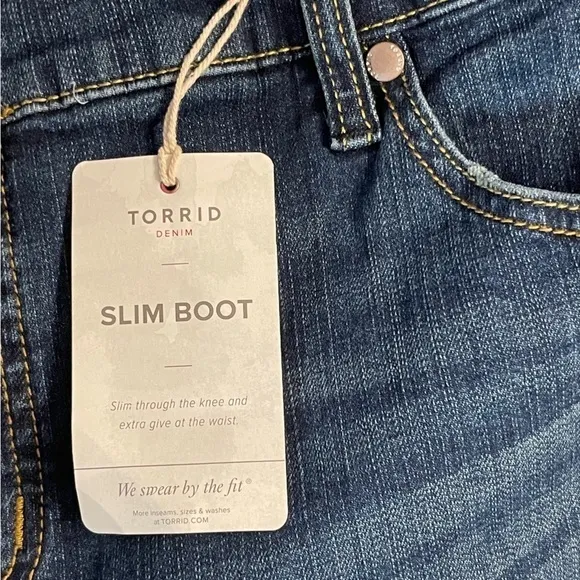 TORRID
DENIM
SLIM BOOT
Slim through the knee and
extra give at the waist.
We swear by the fit®
More inseams, sizes & washes
at TORRID.COM